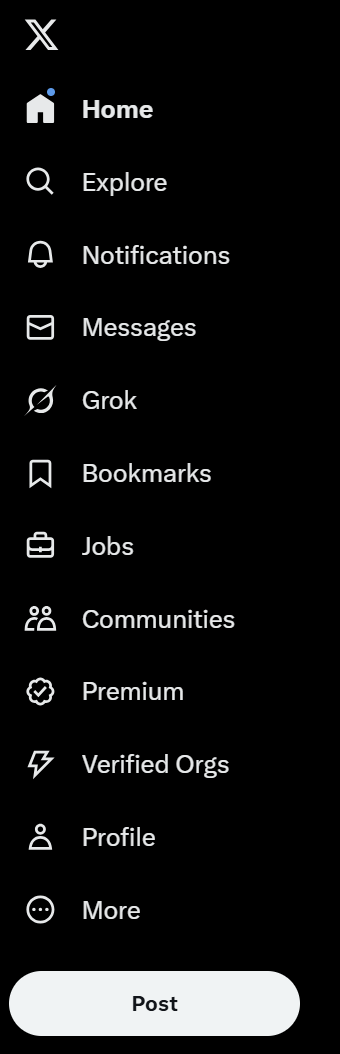 Home
Explore
Notifications
Messages
Grok
Bookmarks
Jobs
Communities
Premium
Verified Orgs
Profile
More
Post